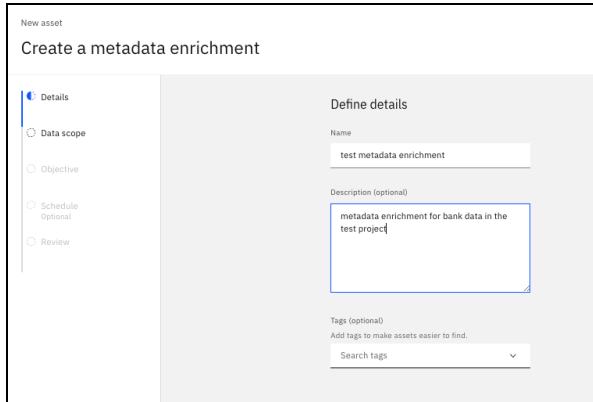 New asset
Create a metadata enrichment
Details
Data scope
Objective
Schedule
Optional
Review
Define details
Name
test metadata enrichment
Description (optional)
metadata enrichment for bank data in the
test project
Tags (optional)
Add tags to make assets easier to find.
Search tags